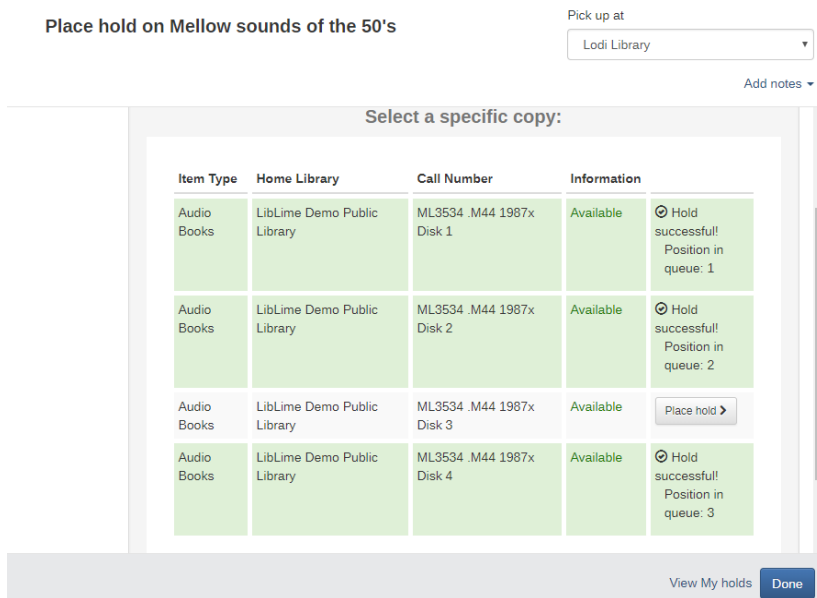 Place hold on Mellow sounds of the 50's
Pick up at
Lodi Library
Add notes
Select a specific copy:
Item Type Home Library Call Number Information
Audio Books LibLime Demo Public Library ML3534 .M44 1987x Disk 1 Available Hold successful! Position in queue: 1
Audio Books LibLime Demo Public Library ML3534 .M44 1987x Disk 2 Available Hold successful! Position in queue: 2
Audio Books LibLime Demo Public Library ML3534 .M44 1987x Disk 3 Available Place hold
Audio Books LibLime Demo Public Library ML3534 .M44 1987x Disk 4 Available Hold successful! Position in queue: 3
View My holds Done